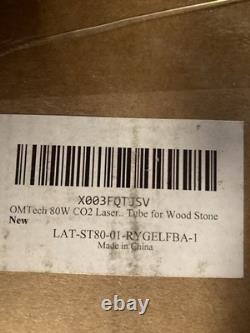 X003FQTJSV
OMTech 80W CO2 Laser.. Tube for Wood Stone
New
LAT-ST80-01-RYGELFBA-1
Made in China